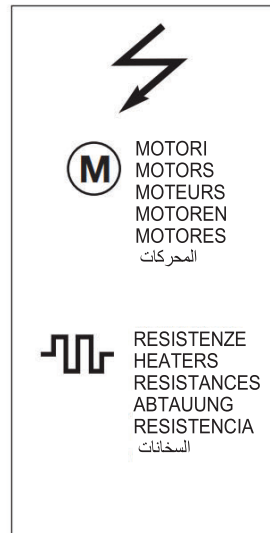 M
MOTORI
MOTORS
MOTEURS
MOTOREN
MOTORES
المحركات
RESISTENZE
HEATERS
RESISTANCES
ABTAUUNG
RESISTENCIA
السخانات